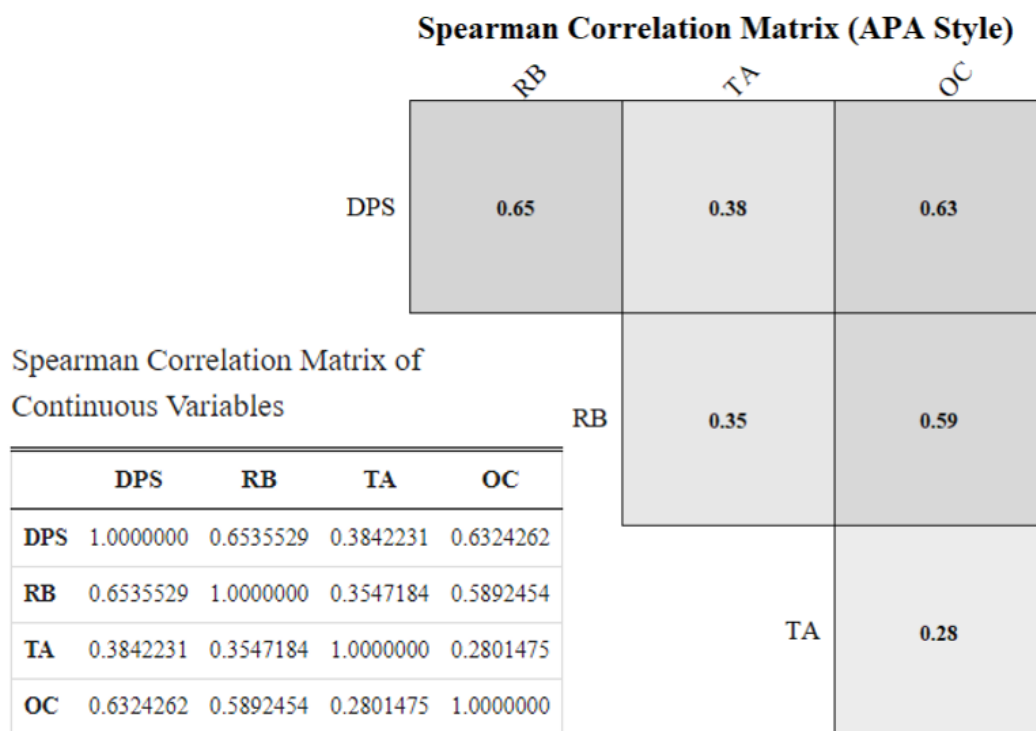 Spearman Correlation Matrix (APA Style)
RB TA OC
DPS 0.65 0.38 0.63
RB 0.35 0.59
TA 0.28
Spearman Correlation Matrix of
Continuous Variables
DPS RB TA OC
DPS 1.0000000 0.6535529 0.3842231 0.6324262
RB 0.6535529 1.0000000 0.3547184 0.5892454
TA 0.3842231 0.3547184 1.0000000 0.2801475
OC 0.6324262 0.5892454 0.2801475 1.0000000